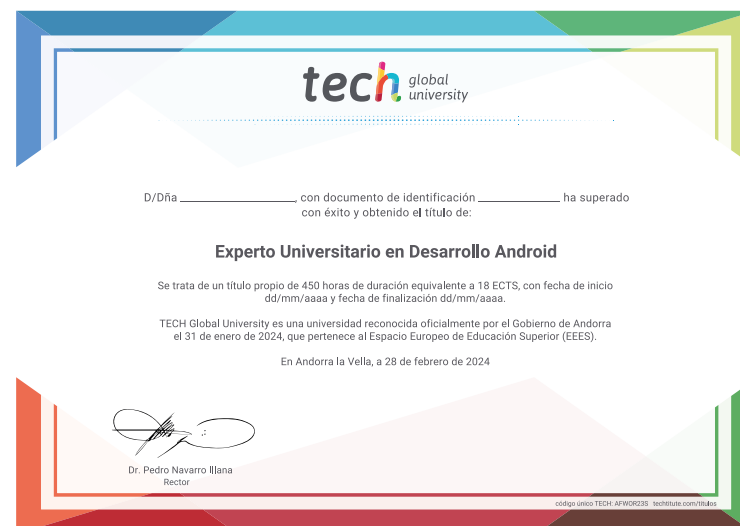 tech global university
D/Dña ______________, con documento de identificación __________ ha superado
con éxito y obtenido el título de:
Experto Universitario en Desarrollo Android
Se trata de un título propio de 450 horas de duración equivalente a 18 ECTS, con fecha de inicio
dd/mm/aaaa y fecha de finalización dd/mm/aaaa.
TECH Global University es una universidad reconocida oficialmente por el Gobierno de Andorra
el 31 de enero de 2024, que pertenece al Espacio Europeo de Educación Superior (EEES).
En Andorra la Vella, a 28 de febrero de 2024
Dr. Pedro Navarro Illana
Rector
código único TECH: AFWOR23S techtitute.com/títulos